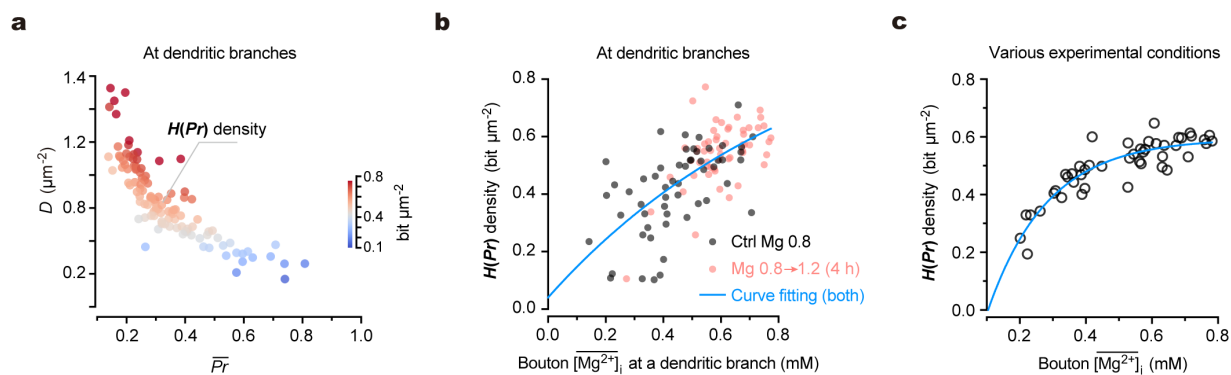 a
At dendritic branches
D (μm⁻²)
1.4
1.2
0.8
0.2
H(Pr)
density
0.8
0.4
0.1
bit μm⁻²
0.2
0.4
0.6
0.8
1.0
Pr
b
At dendritic branches
H(Pr) density (bit μm⁻²)
0.8
0.6
0.4
0.2
0.0
Ctrl Mg 0.8
Mg 0.8→1.2 (4 h)
Curve fitting (both)
0.0
0.2
0.4
0.6
0.8
Bouton [Mg²⁺]i at a dendritic branch (mM)
c
Various experimental conditions
H(Pr) density (bit μm⁻²)
0.8
0.6
0.4
0.2
0.0
0.2
0.4
0.6
0.8
Bouton [Mg²⁺]i (mM)